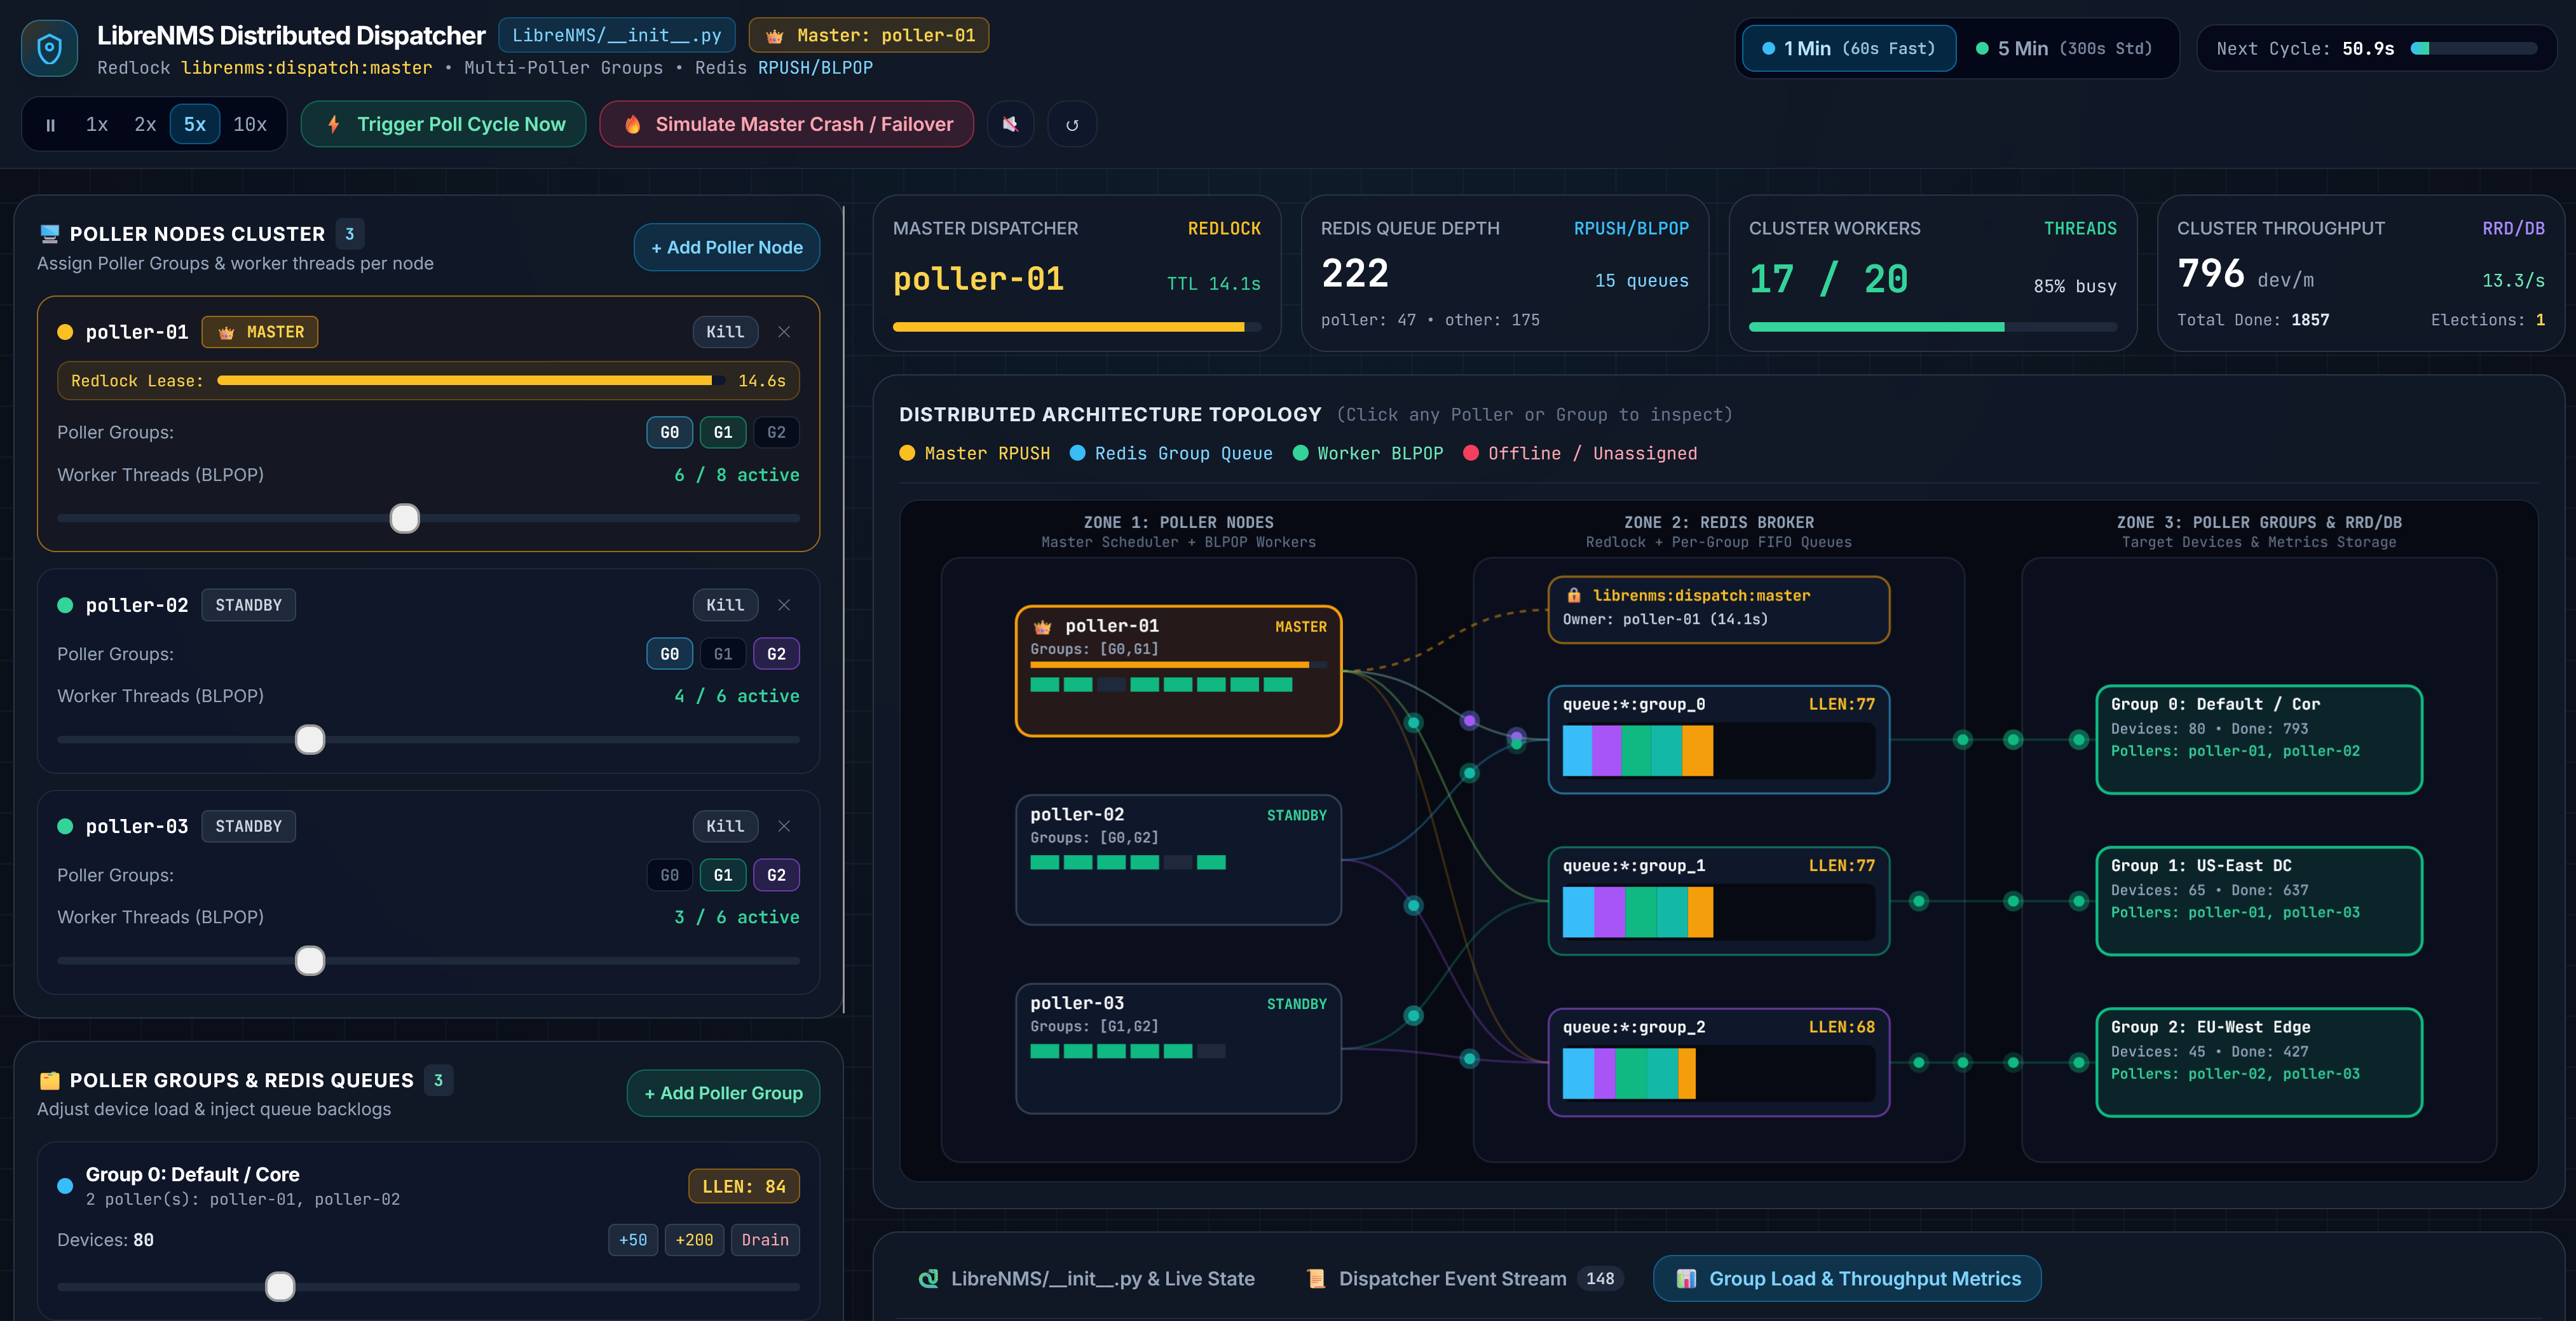 LibreNMS Distributed Dispatcher LibreNMS/__init__.py Master: poller-01
Redlock librenms:dispatch:master • Multi-Poller Groups • Redis RPUSH/BLPOP
1 Min (60s Fast) 5 Min (300s Std) Next Cycle: 50.9s
1x 2x 5x 10x Trigger Poll Cycle Now Simulate Master Crash / Failover
POLLER NODES CLUSTER 3
Assign Poller Groups & worker threads per node
+ Add Poller Node
poller-01 MASTER Kill
Redlock Lease: 14.6s
Poller Groups: G0 G1 G2
Worker Threads (BLPOP) 6 / 8 active
poller-02 STANDBY Kill
Poller Groups: G0 G1 G2
Worker Threads (BLPOP) 4 / 6 active
poller-03 STANDBY Kill
Poller Groups: G0 G1 G2
Worker Threads (BLPOP) 3 / 6 active
POLLER GROUPS & REDIS QUEUES 3
Adjust device load & inject queue backlogs
+ Add Poller Group
Group 0: Default / Core
2 poller(s): poller-01, poller-02
LLEN: 84
Devices: 80 +50 +200 Drain
MASTER DISPATCHER REDLOCK
poller-01 TTL 14.1s
REDIS QUEUE DEPTH RPUSH/BLPOP
222 15 queues
poller: 47 • other: 175
CLUSTER WORKERS THREADS
17 / 20 85% busy
CLUSTER THROUGHPUT RRD/DB
796 dev/m 13.3/s
Total Done: 1857 Elections: 1
DISTRIBUTED ARCHITECTURE TOPOLOGY (Click any Poller or Group to inspect)
Master RPUSH Redis Group Queue Worker BLPOP Offline / Unassigned
ZONE 1: POLLER NODES
Master Scheduler + BLPOP Workers
poller-01 MASTER
Groups: [G0,G1]
poller-02 STANDBY
Groups: [G0,G2]
poller-03 STANDBY
Groups: [G1,G2]
ZONE 2: REDIS BROKER
Redlock + Per-Group FIFO Queues
librenms:dispatch:master
Owner: poller-01 (14.1s)
queue:*:group_0 LLEN:77
queue:*:group_1 LLEN:77
queue:*:group_2 LLEN:68
ZONE 3: POLLER GROUPS & RRD/DB
Target Devices & Metrics Storage
Group 0: Default / Cor
Devices: 80 • Done: 793
Pollers: poller-01, poller-02
Group 1: US-East DC
Devices: 65 • Done: 637
Pollers: poller-01, poller-03
Group 2: EU-West Edge
Devices: 45 • Done: 427
Pollers: poller-02, poller-03
LibreNMS/__init__.py & Live State Dispatcher Event Stream 148 Group Load & Throughput Metrics